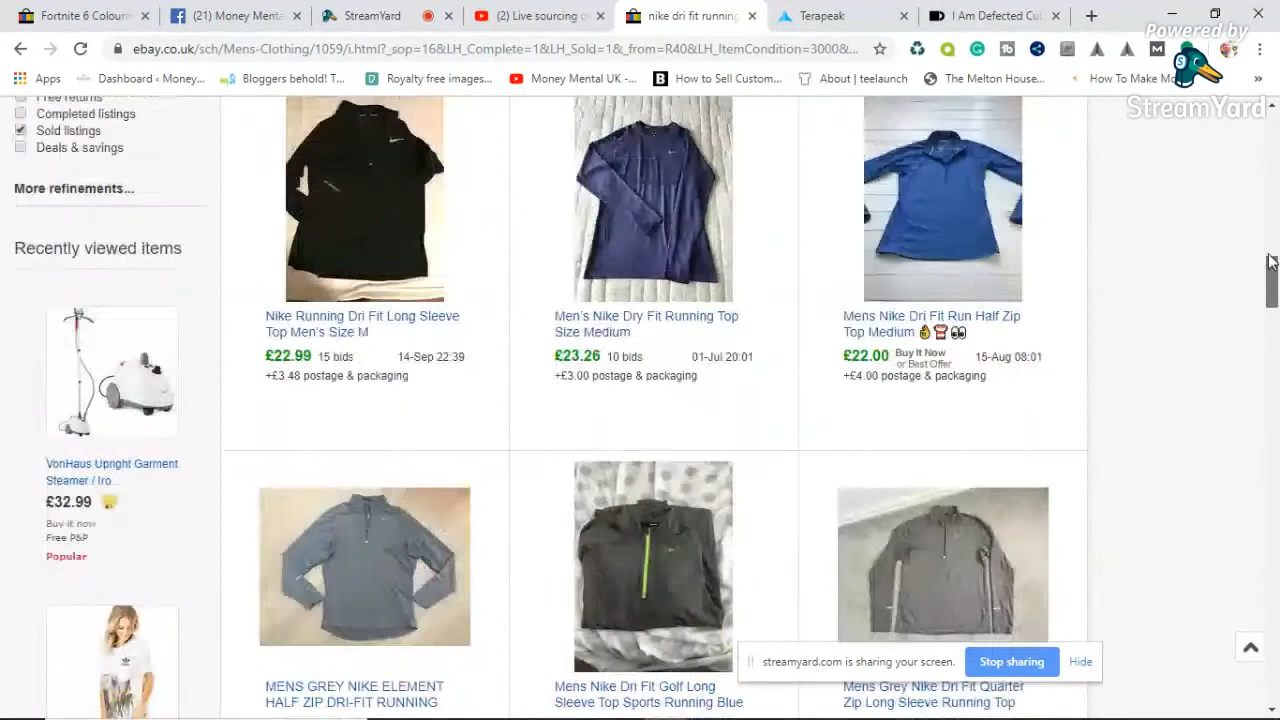 Fortnite 6 Colour
(21) Money Menta
StreamYard
(2) Live sourcing o
nike dri fit running
Terapeak
I Am Defected Cul
ebay.co.uk/sch/Mens-Clothing/1059/i.html?_sop=16&LH_Complete=1&LH_Sold=1&_from=R40&LH_ItemCondition=3000&...
Powered by
StreamYard
Apps
Dashboard ‹ Money...
Bloggers behold! T...
Royalty free images...
Money Mental UK -...
How to Sell Custom...
About | teelaunch
The Melton House...
How To Make Mo
Free returns
Completed listings
Sold listings
Deals & savings
More refinements...
Recently viewed items
VonHaus Upright Garment
Steamer / Iro...
£32.99
Buy it now
Free P&P
Popular
Nike Running Dri Fit Long Sleeve
Top Men's Size M
£22.99 15 bids 14-Sep 22:39
+£3.48 postage & packaging
Men's Nike Dry Fit Running Top
Size Medium
£23.26 10 bids 01-Jul 20:01
+£3.00 postage & packaging
Mens Nike Dri Fit Run Half Zip
Top Medium
£22.00 Buy It Now 15-Aug 08:01
or Best Offer
+£4.00 postage & packaging
streamyard.com is sharing your screen.
Stop sharing
Hide
MENS GREY NIKE ELEMENT
HALFZIP DRI-FIT RUNNING
Mens Nike Dri Fit Golf Long
Sleeve Top Sports Running Blue
Mens Grey Nike Dri Fit Quarter
Zip Long Sleeve Running Top